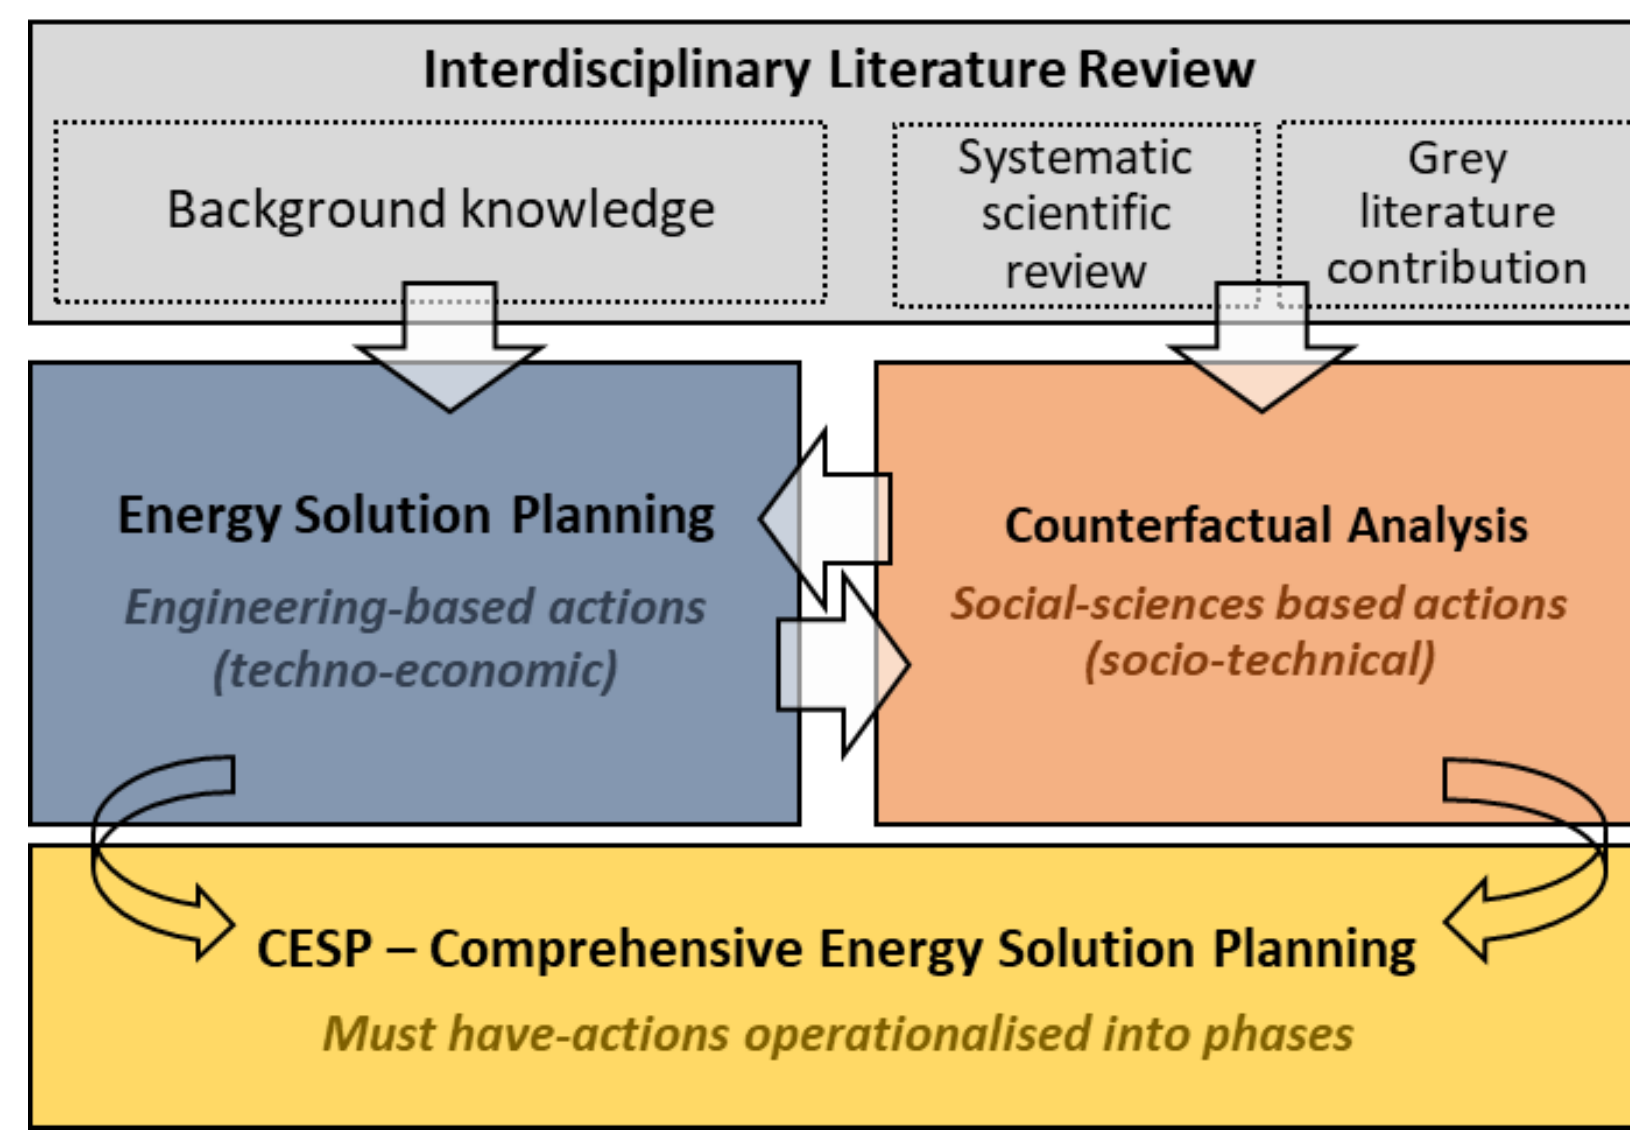 Interdisciplinary Literature Review
Background knowledge
Systematic
scientific
review
Grey
literature
contribution
Energy Solution Planning
Engineering-based actions
(techno-economic)
Counterfactual Analysis
Social-sciences based actions
(socio-technical)
CESP – Comprehensive Energy Solution Planning
Must have-actions operationalised into phases